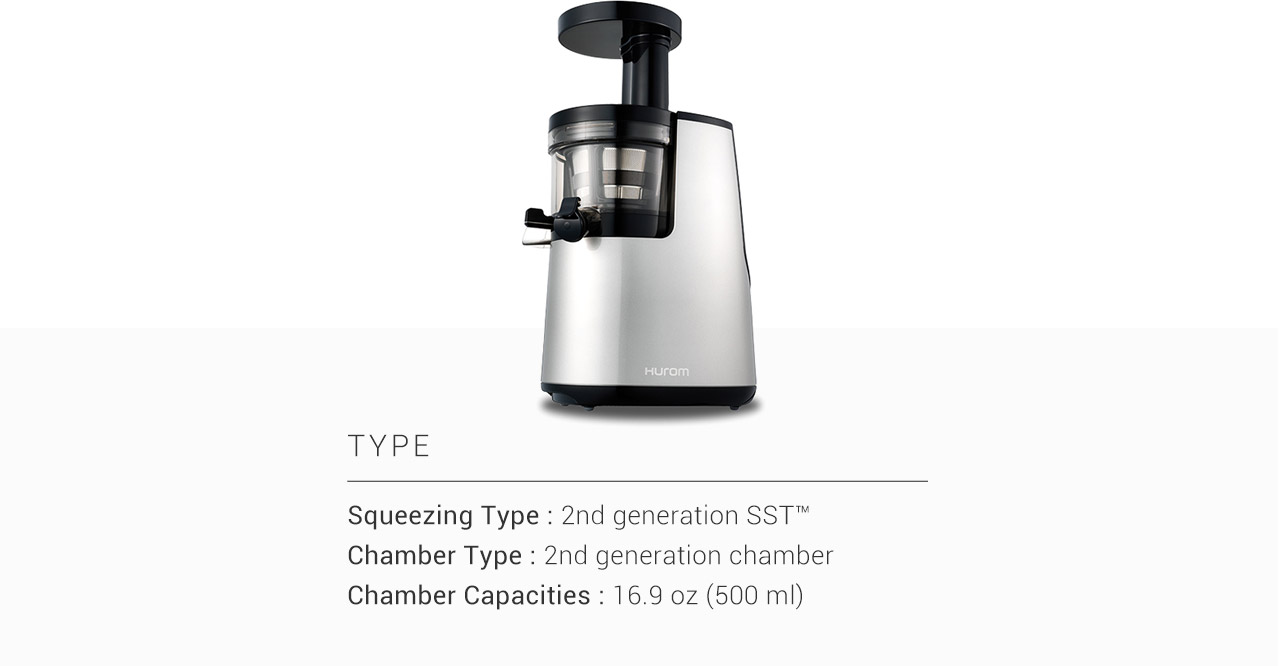 HUROM
TYPE
Squeezing Type : 2nd generation SST™
Chamber Type : 2nd generation chamber
Chamber Capacities : 16.9 oz (500 ml)